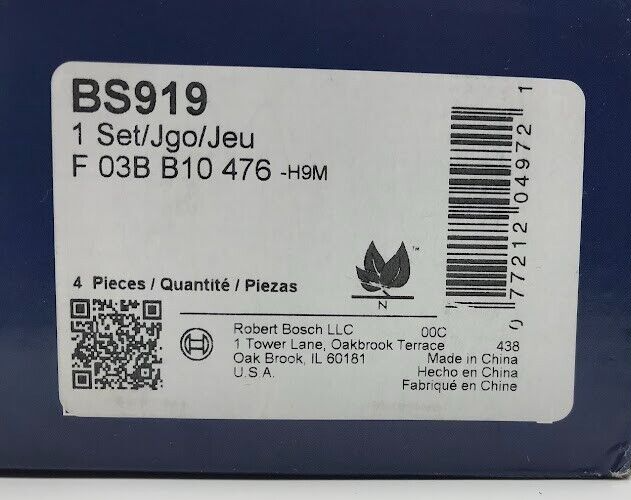 BS919
1 Set/Jgo/Jeu
F 03B B10 476 -H9M
4 Pieces / Quantité / Piezas
N
™
0 77212 04972 1
Robert Bosch LLC 00C
1 Tower Lane, Oakbrook Terrace 438
Oak Brook, IL 60181 Made in China
U.S.A. Hecho en China
Fabriqué en Chine